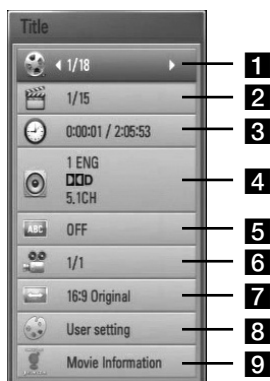 Title
1/18
1
1/15
2
0:00:01 / 2:05:53
3
1 ENG
DDD
5.1CH
4
ABC
OFF
5
1/1
6
16:9 Original
7
User setting
8
Movie Information
9